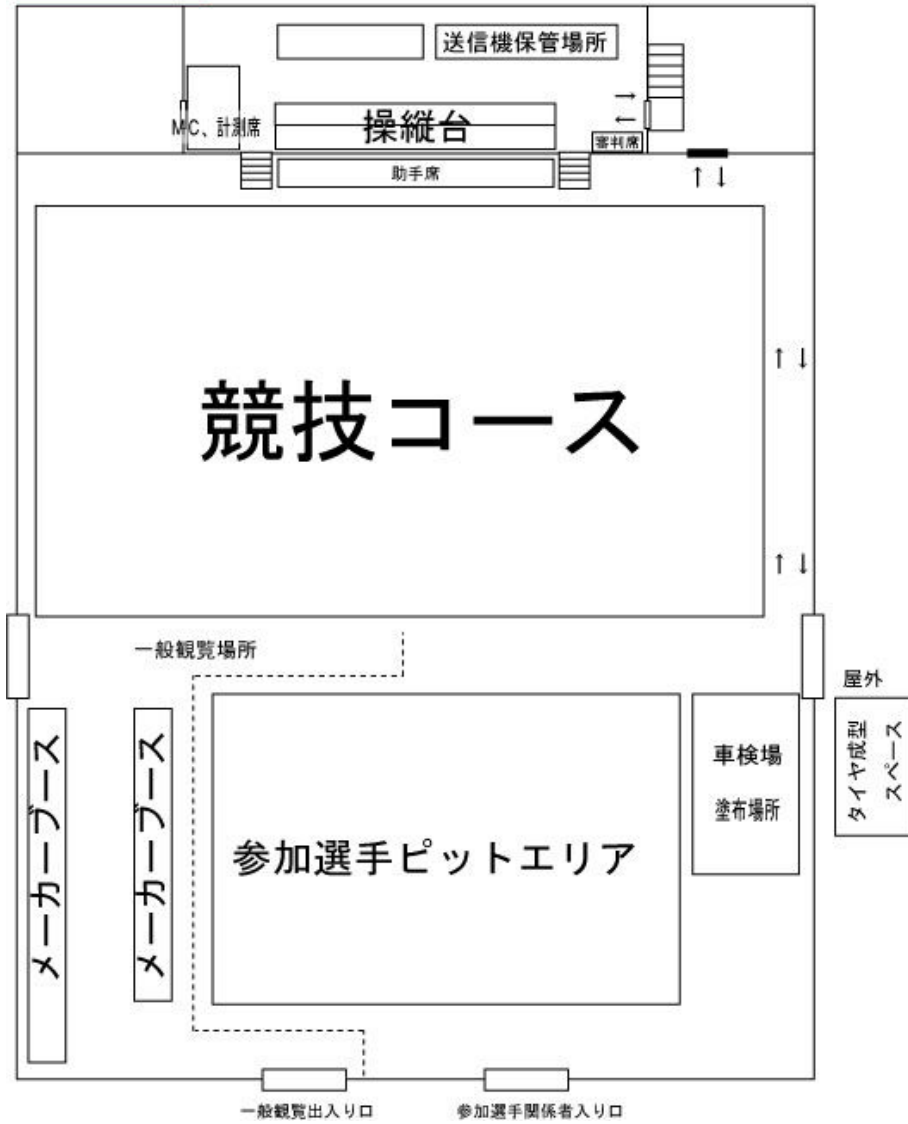 送信機保管場所
MC、計測席
操縦台
審判席
→
←
助手席
↑↓
競技コース
↑↓
↑↓
一般観覧場所
屋外
メーカーブース
メーカーブース
参加選手ピットエリア
車検場
塗布場所
タイヤ成型
スペース
一般観覧出入り口
参加選手関係者入り口